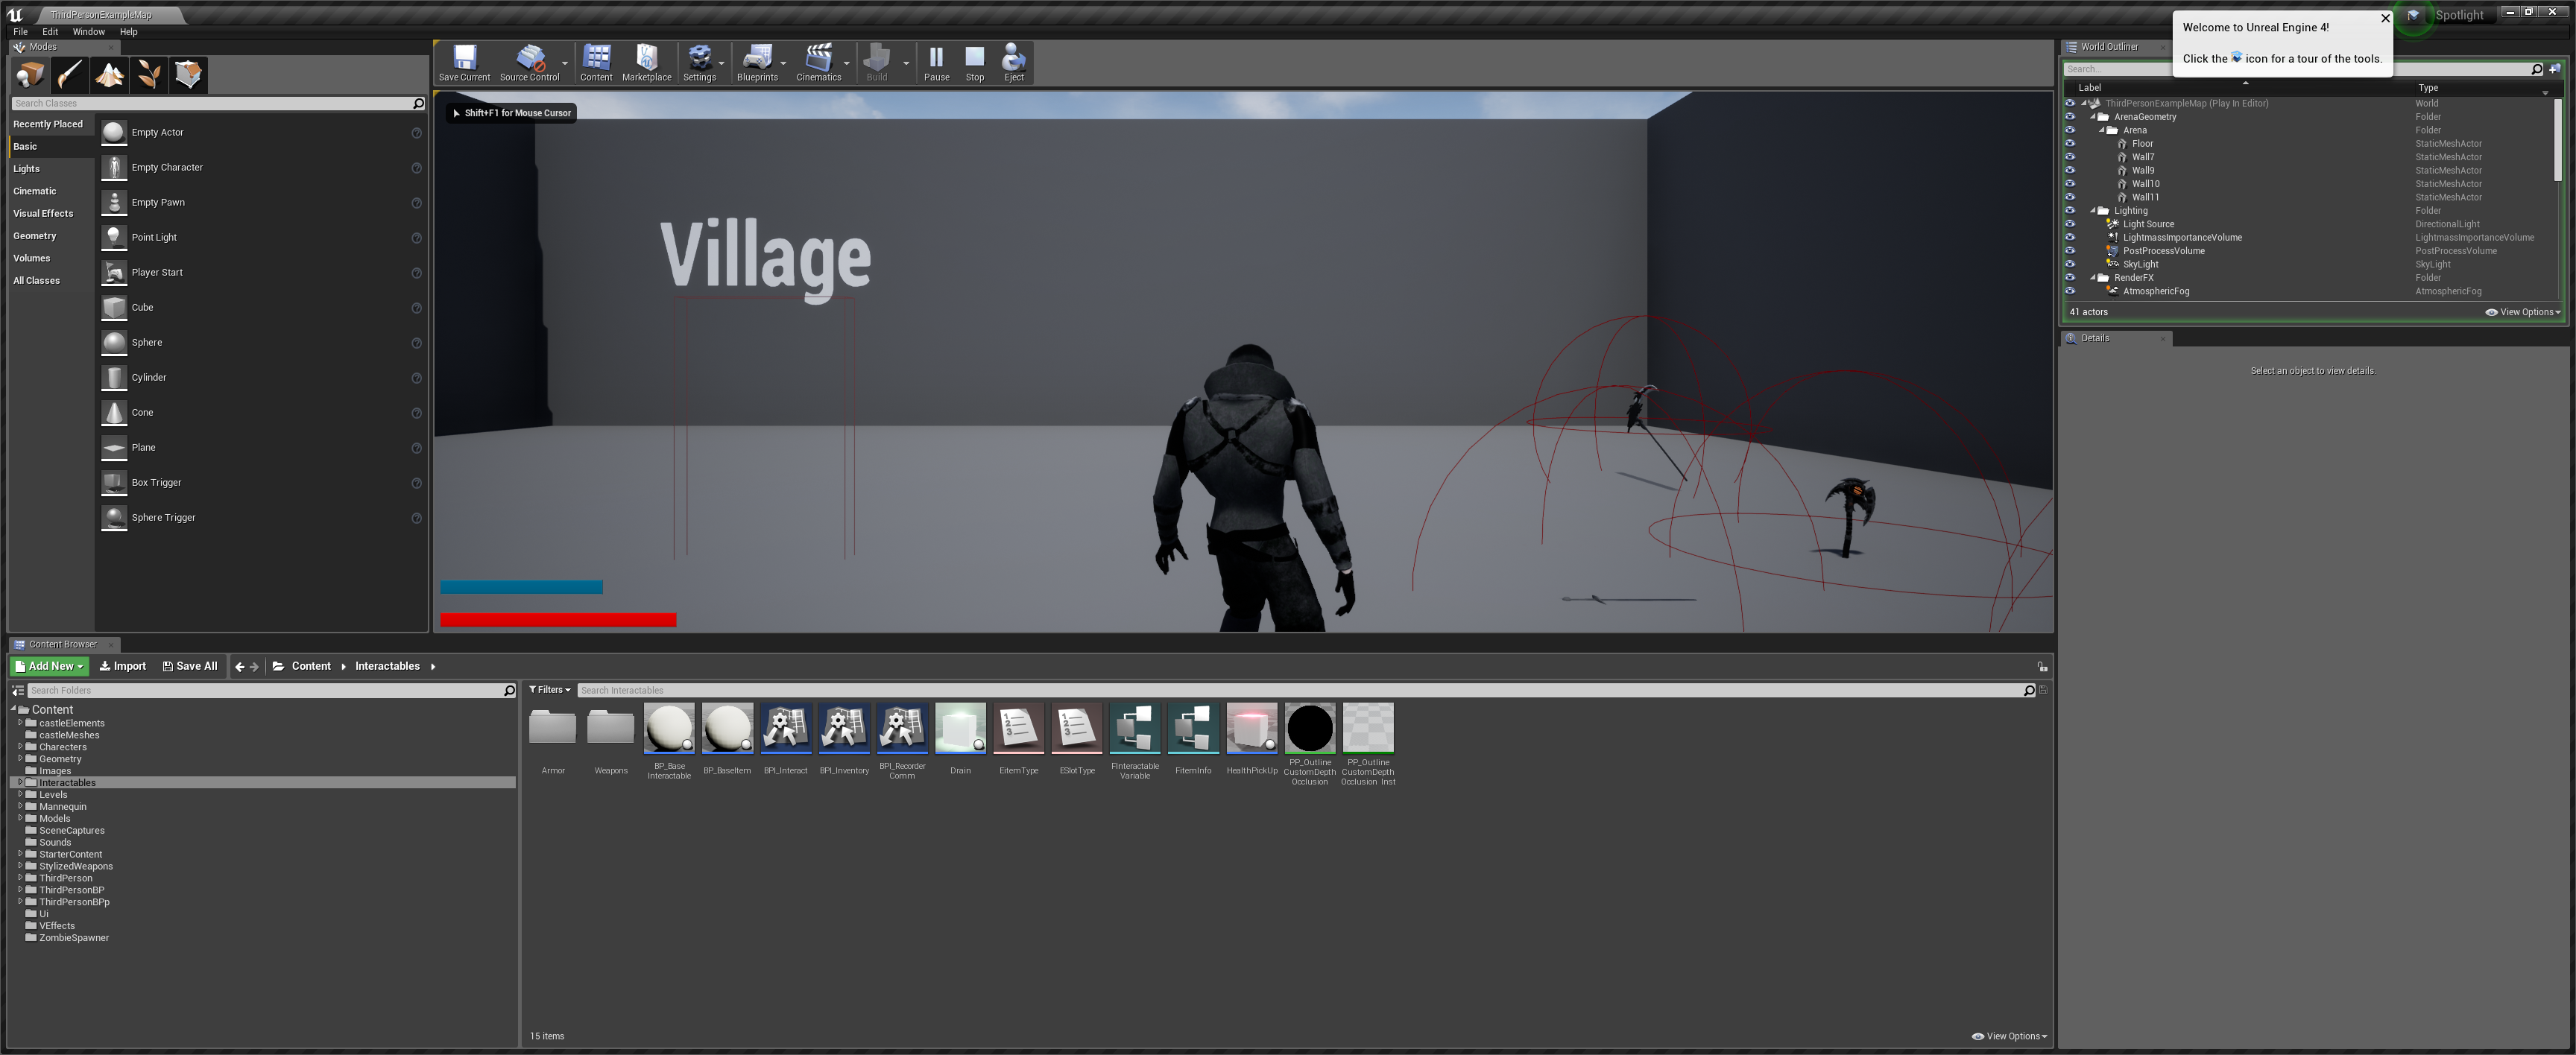 ThirdPersonExampleMap
Spotlight
File Edit Window Help
Welcome to Unreal Engine 4!
Click the icon for a tour of the tools.
Modes
Search Classes
Recently Placed
Basic
Lights
Cinematic
Visual Effects
Geometry
Volumes
All Classes
Empty Actor
Empty Character
Empty Pawn
Point Light
Player Start
Cube
Sphere
Cylinder
Cone
Plane
Box Trigger
Sphere Trigger
Save Current Source Control Content Marketplace Settings Blueprints Cinematics Build Pause Stop Eject
Shift+F1 for Mouse Cursor
Village
World Outliner
Search...
Label Type
ThirdPersonExampleMap (Play In Editor) World
ArenaGeometry Folder
Arena Folder
Floor StaticMeshActor
Wall7 StaticMeshActor
Wall9 StaticMeshActor
Wall10 StaticMeshActor
Wall11 StaticMeshActor
Lighting Folder
Light Source DirectionalLight
LightmassImportanceVolume LightmassImportanceVolume
PostProcessVolume PostProcessVolume
SkyLight SkyLight
RenderFX Folder
AtmosphericFog AtmosphericFog
41 actors View Options
Details
Select an object to view details.
Content Browser
Add New Import Save All Content Interactables
Search Folders
Content
castleElements
castleMeshes
Charecters
Geometry
Images
Interactables
Levels
Mannequin
Models
SceneCaptures
Sounds
StarterContent
StylizedWeapons
ThirdPerson
ThirdPersonBP
ThirdPersonBPp
Ui
VEffects
ZombieSpawner
Filters Search Interactables
Armor
Weapons
BP_Base
Interactable
BP_BaseItem
BPI_Interact
BPI_Inventory
BPI_Recorder
Comm
Drain
EitemType
ESlotType
FInteractable
Variable
FitemInfo
HealthPickUp
PP_Outline
CustomDepth
Occlusion
PP_Outline
CustomDepth
Occlusion_Inst
15 items View Options